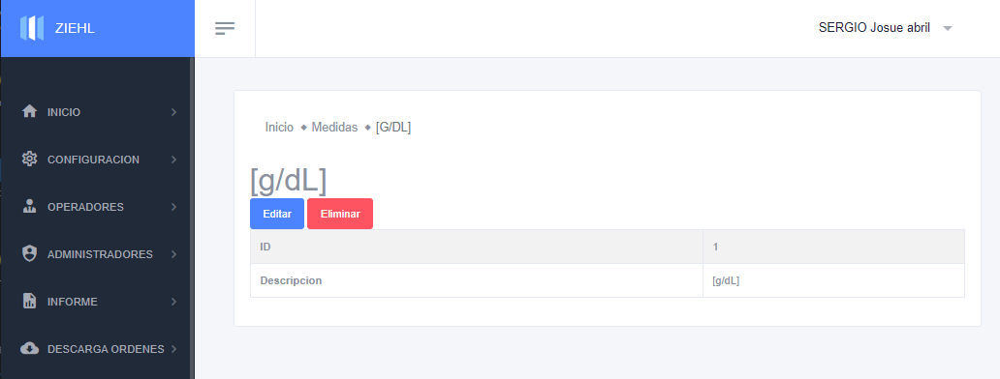 ZIEHL
SERGIO Josue abril
INICIO
CONFIGURACION
OPERADORES
ADMINISTRADORES
INFORME
DESCARGA ORDENES
Inicio ◆ Medidas ◆ [G/DL]
[g/dL]
Editar Eliminar
ID 1
Descripcion [g/dL]